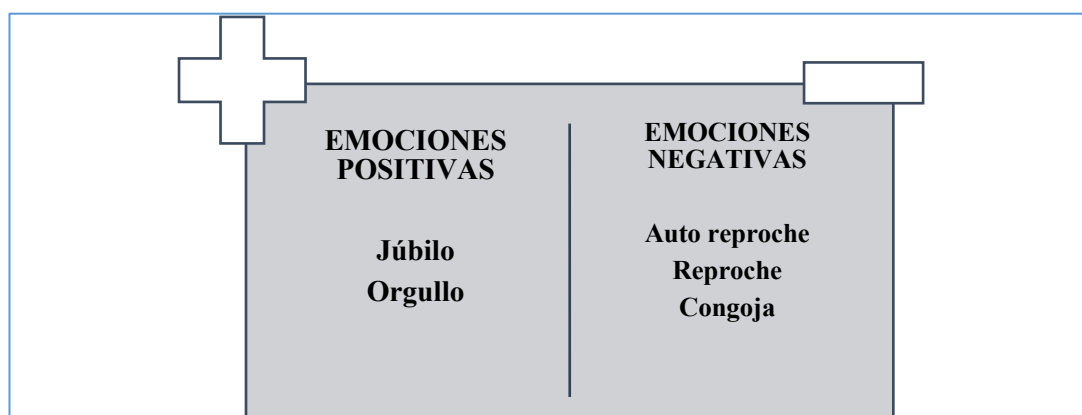 EMOCIONES
POSITIVAS
Júbilo
Orgullo
EMOCIONES
NEGATIVAS
Auto reproche
Reproche
Congoja